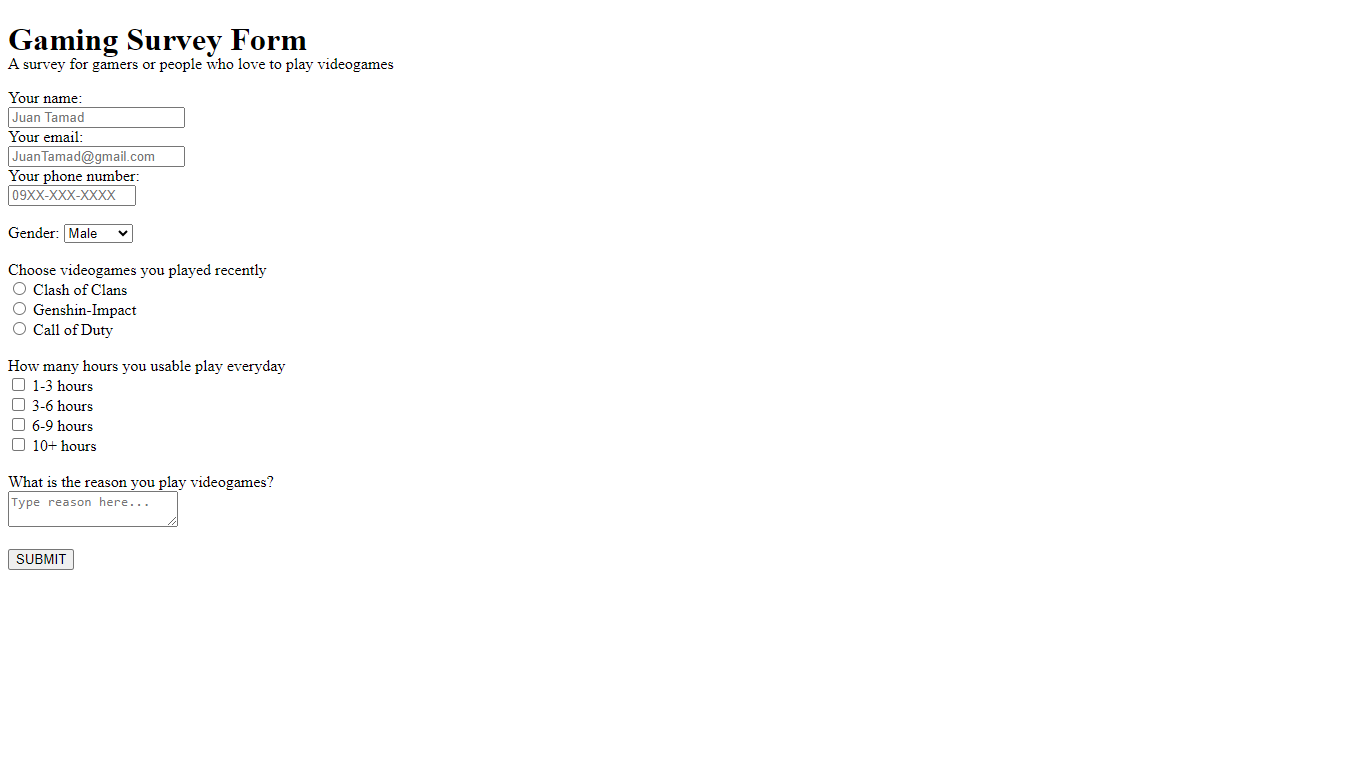 Gaming Survey Form
A survey for gamers or people who love to play videogames
Your name:
Juan Tamad
Your email:
JuanTamad@gmail.com
Your phone number:
09XX-XXX-XXXX
Gender: Male
Choose videogames you played recently
Clash of Clans
Genshin-Impact
Call of Duty
How many hours you usable play everyday
1-3 hours
3-6 hours
6-9 hours
10+ hours
What is the reason you play videogames?
Type reason here...
SUBMIT